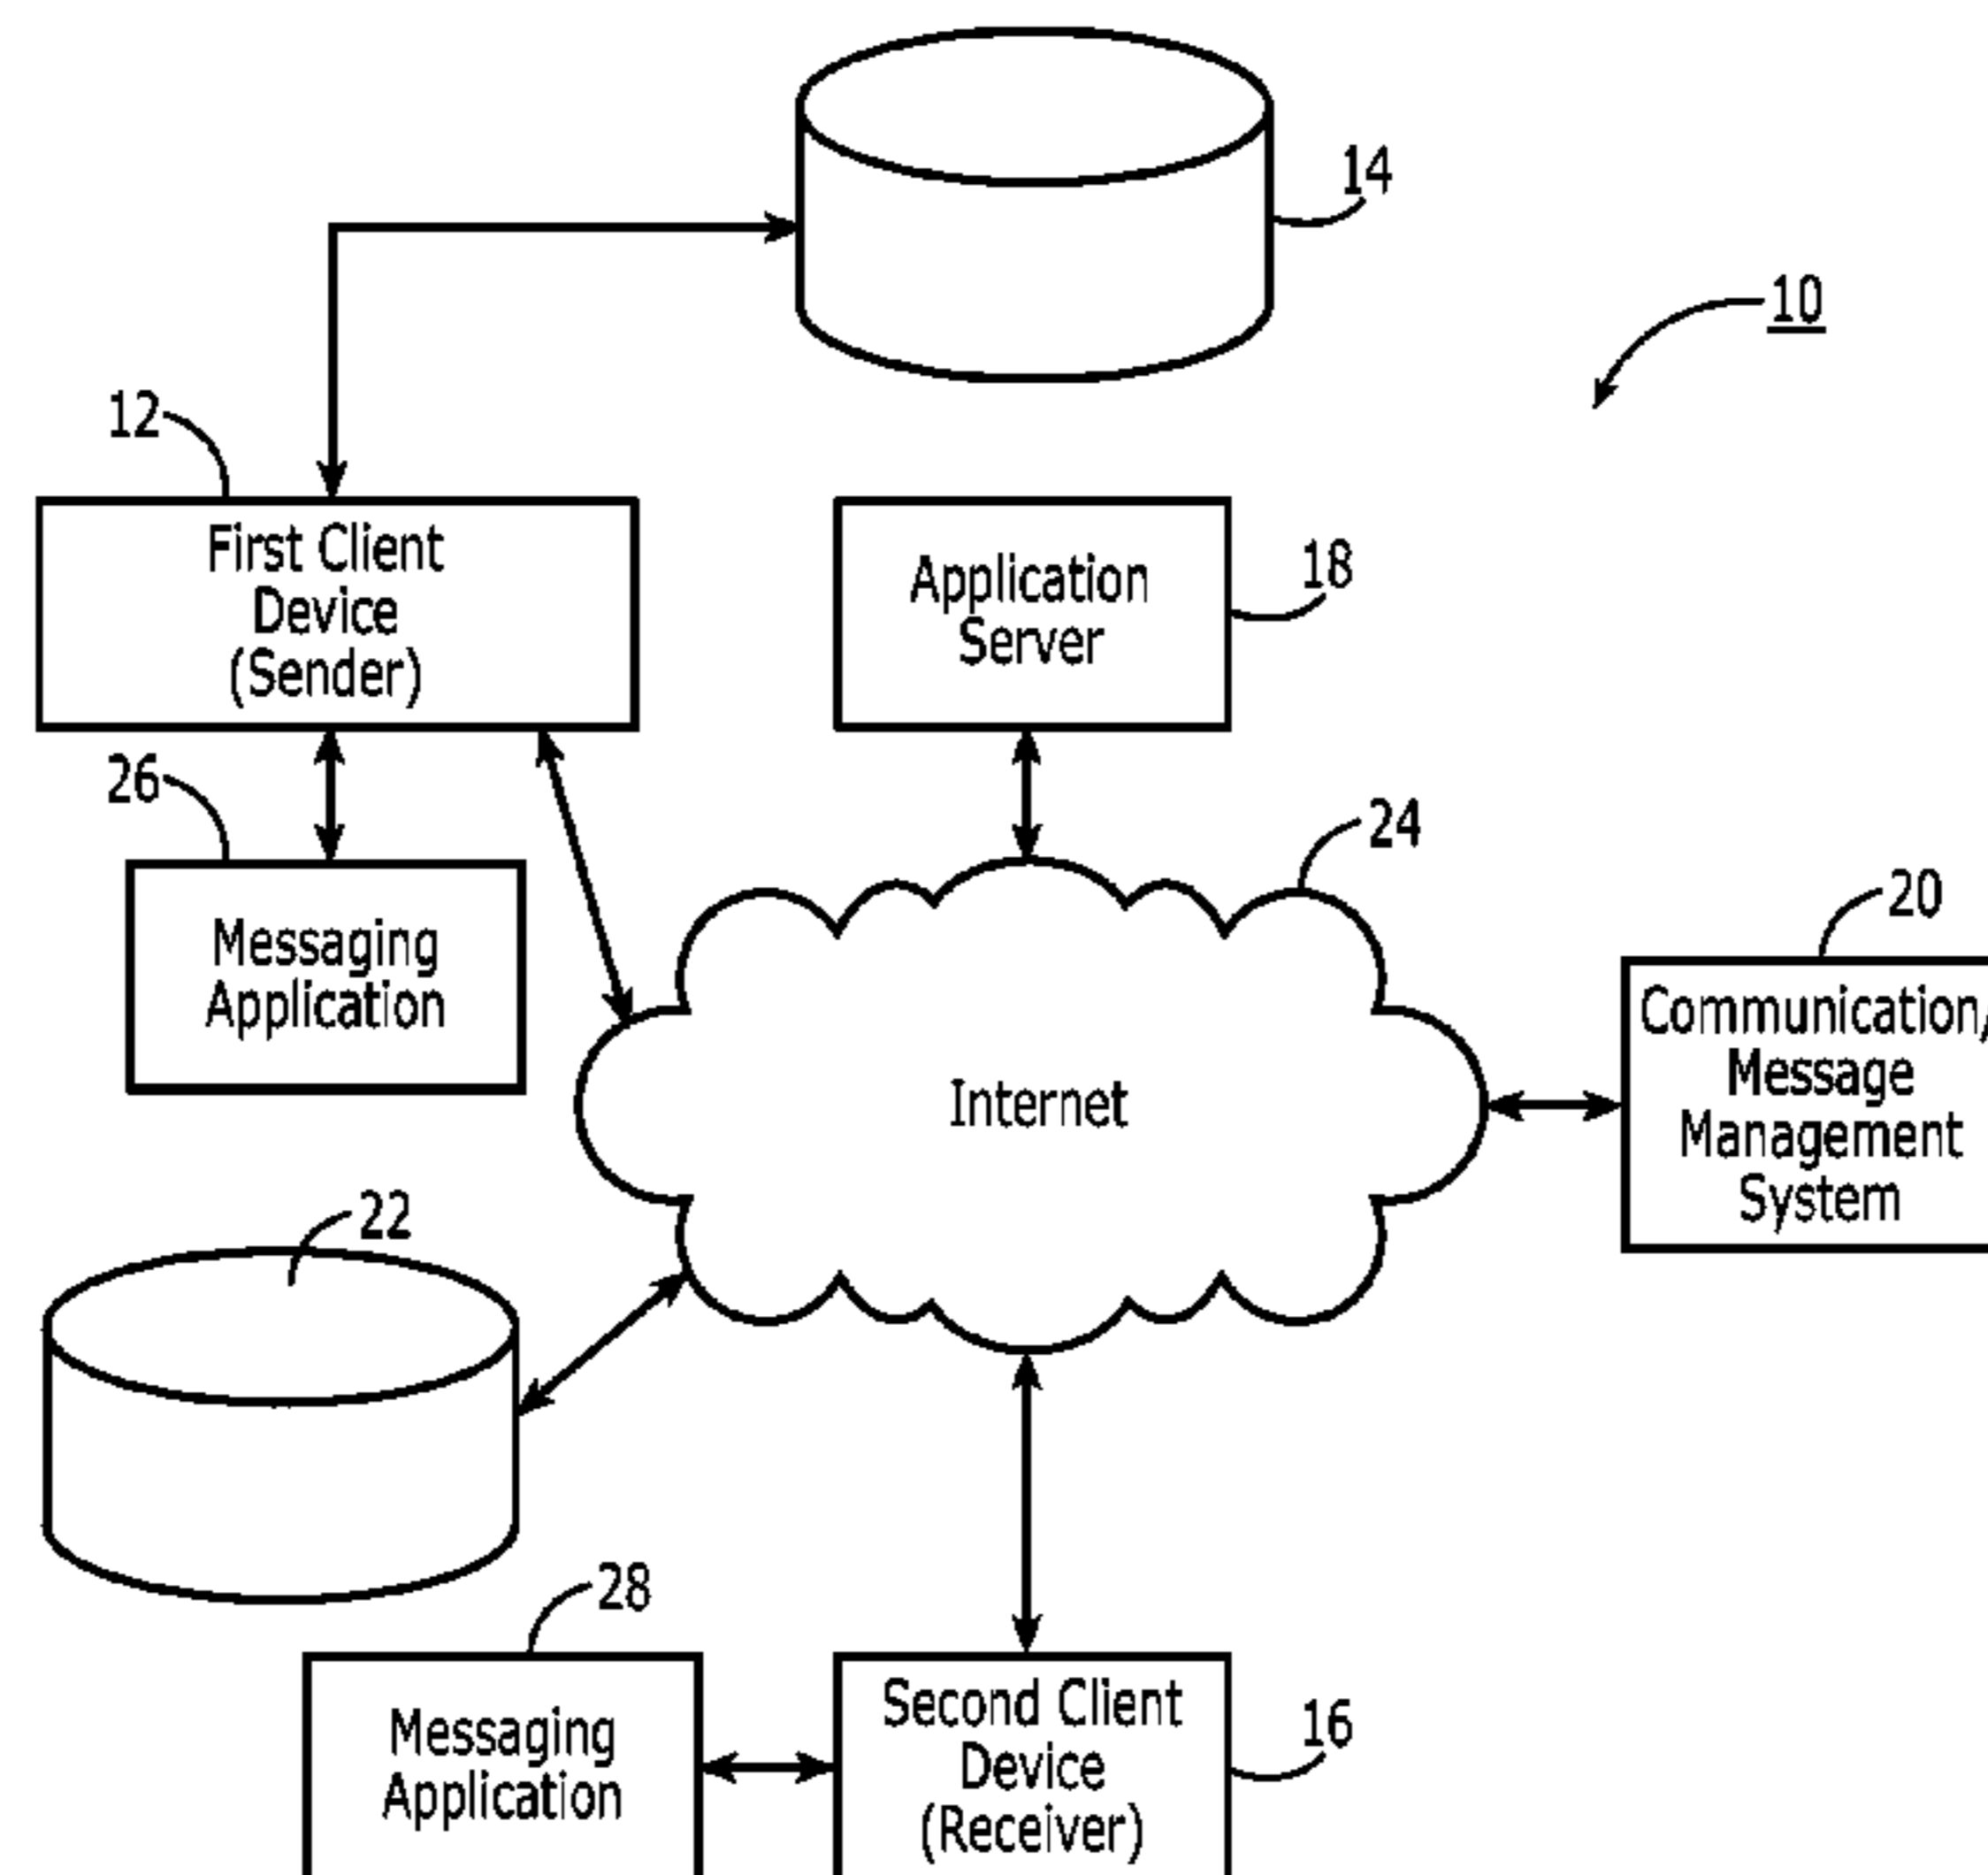 14
10
12
First Client
Device
(Sender)
Application
Server
18
26
24
Messaging
Application
20
Communication/
Message
Management
System
Internet
22
28
Messaging
Application
Second Client
Device
(Receiver)
16